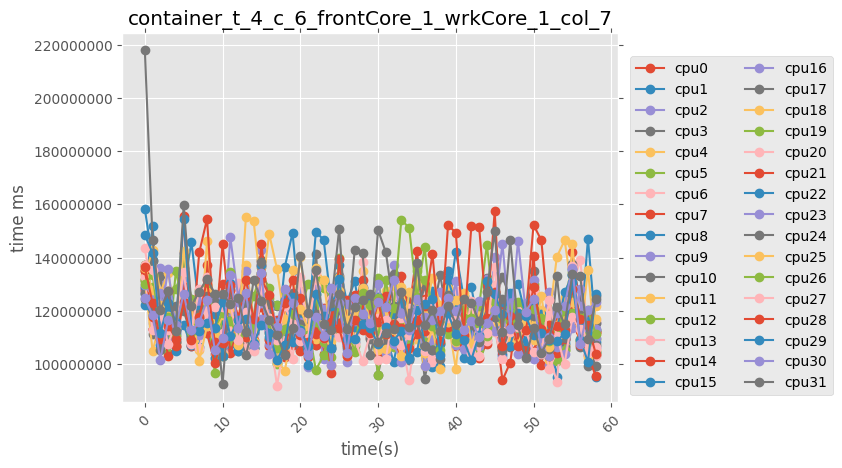 container_t_4_c_6_frontCore_1_wrkCore_1_col_7
220000000
200000000
180000000
160000000
140000000
120000000
100000000
time ms
0
10
20
30
40
50
60
time(s)
cpu0
cpu1
cpu2
cpu3
cpu4
cpu5
cpu6
cpu7
cpu8
cpu9
cpu10
cpu11
cpu12
cpu13
cpu14
cpu15
cpu16
cpu17
cpu18
cpu19
cpu20
cpu21
cpu22
cpu23
cpu24
cpu25
cpu26
cpu27
cpu28
cpu29
cpu30
cpu31